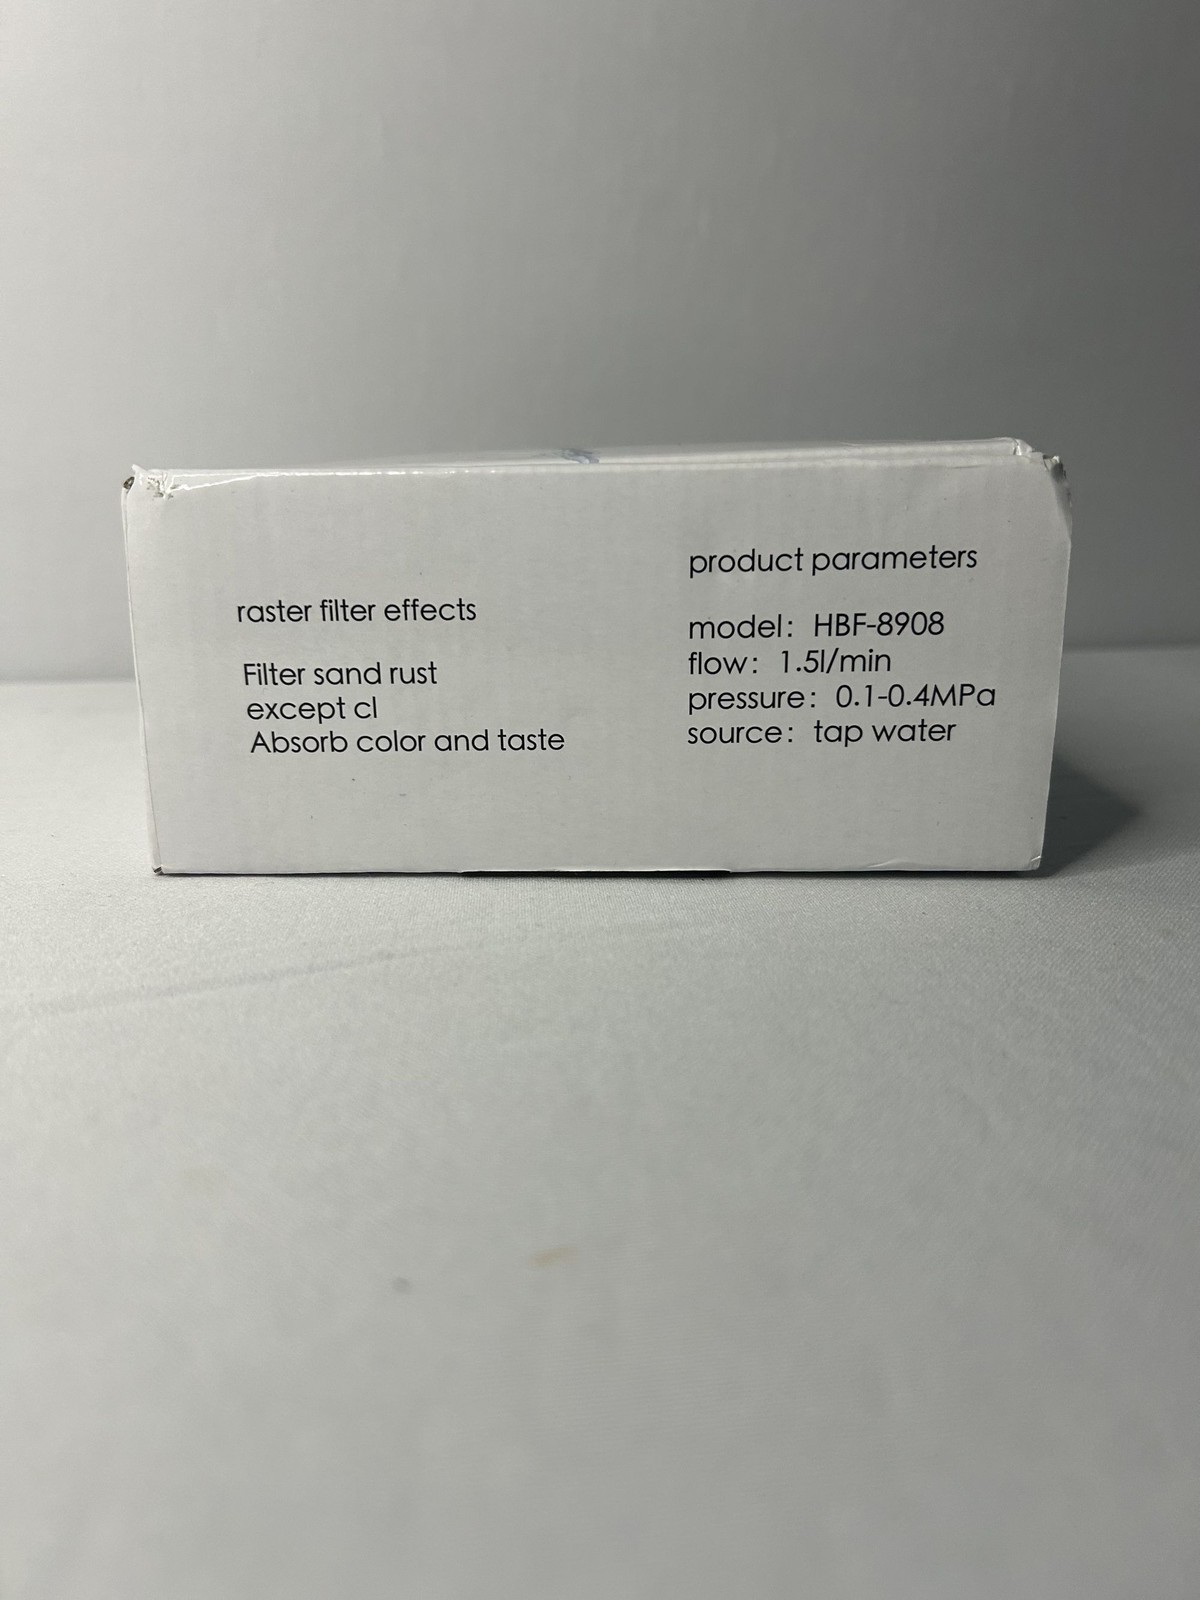 raster filter effects
Filter sand rust
except cl
Absorb color and taste
product parameters
model: HBF-8908
flow: 1.5l/min
pressure: 0.1-0.4MPa
source: tap water